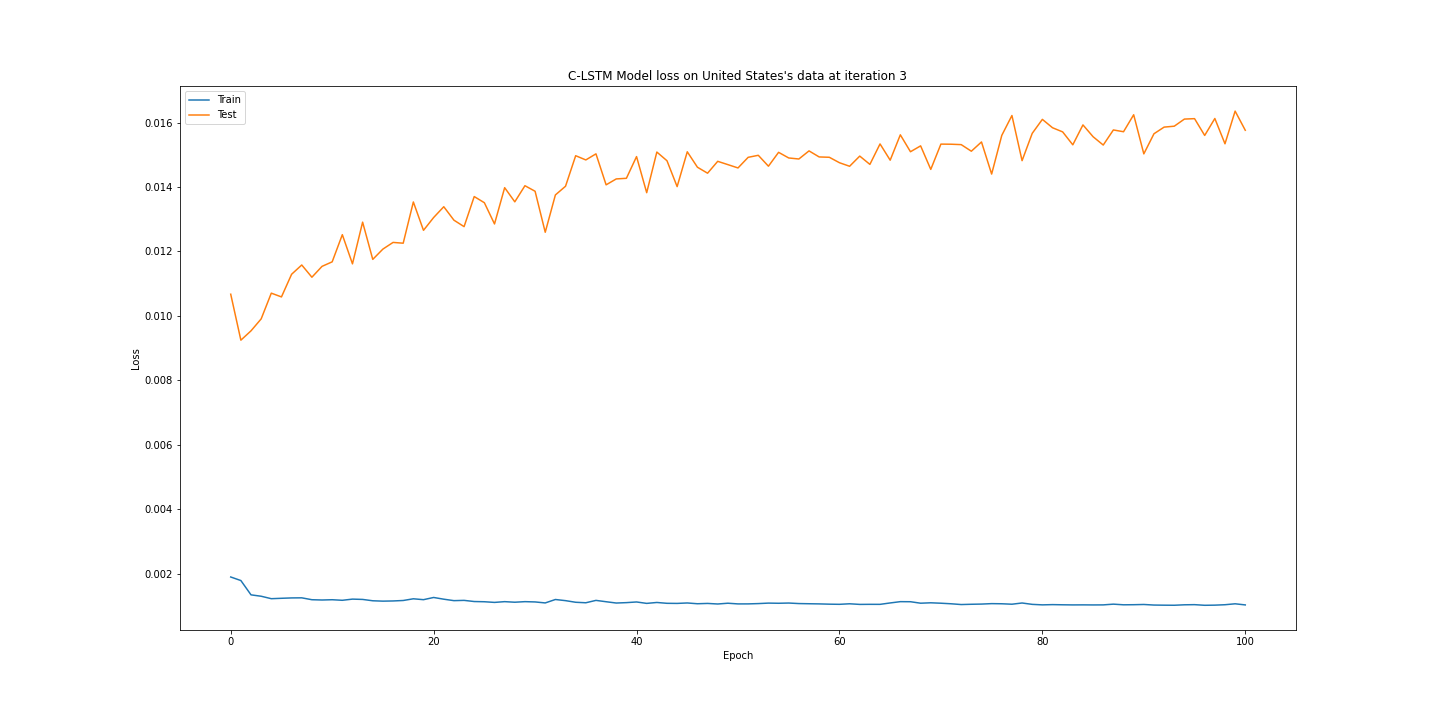 C-LSTM Model loss on United States's data at iteration 3
Train
Test
0.016
0.014
0.012
0.010
0.008
0.006
0.004
0.002
Loss
0 20 40 60 80 100
Epoch